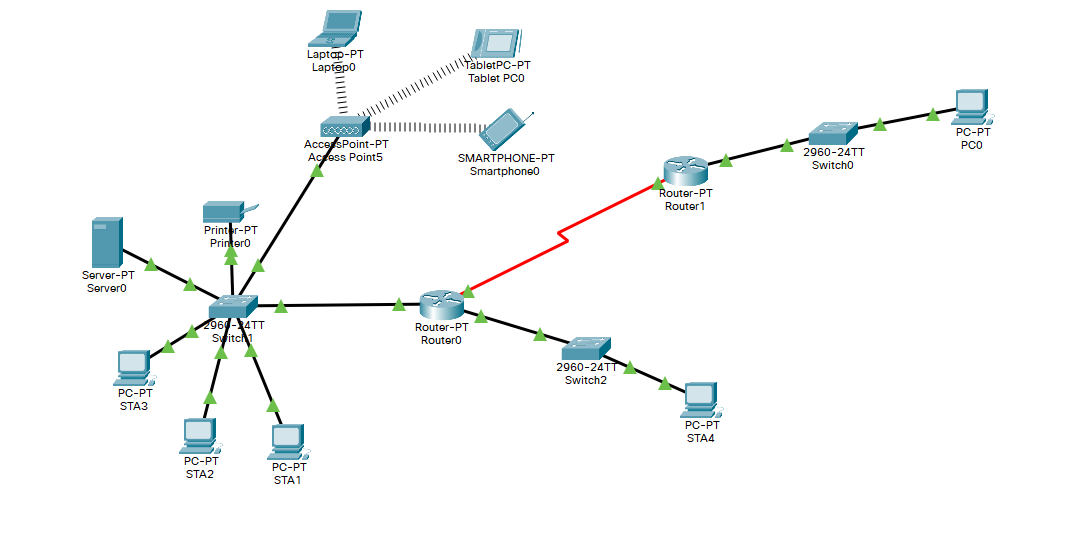 Laptop-PT
Laptop0
TabletPC-PT
Tablet PC0
AccessPoint-PT
Access Point5
SMARTPHONE-PT
Smartphone0
PC-PT
PC0
2960-24TT
Switch0
Router-PT
Router1
Printer-PT
Printer0
Server-PT
Server0
2960-24TT
Switch1
Router-PT
Router0
2960-24TT
Switch2
PC-PT
STA3
PC-PT
STA4
PC-PT
STA2
PC-PT
STA1